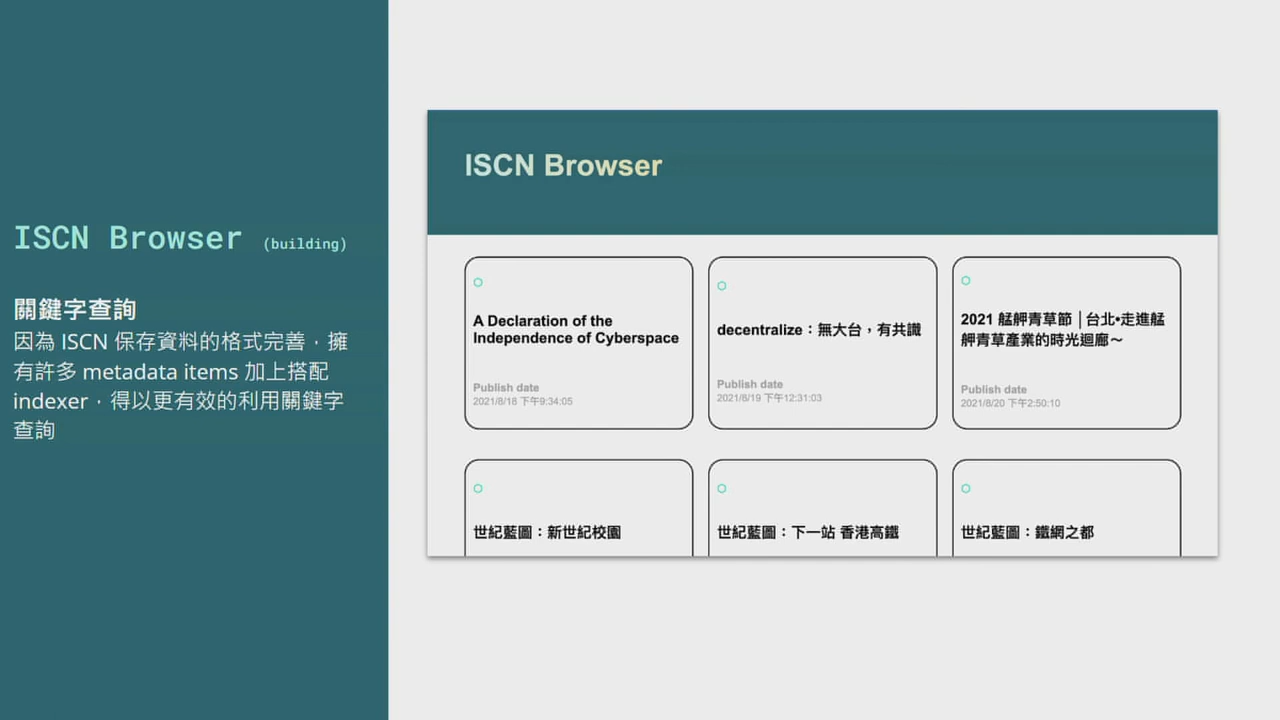 ISCN Browser (building)
關鍵字查詢
因為 ISCN 保存資料的格式完善，擁
有許多 metadata items 加上搭配
indexer，得以更有效的利用關鍵字
查詢
ISCN Browser
A Declaration of the
Independence of Cyberspace
Publish date
2021/8/18 下午9:34:05
decentralize：無大台，有共識
Publish date
2021/8/19 下午12:31:03
2021 艋舺青草節│台北•走進艋
舺青草產業的時光迴廊～
Publish date
2021/8/20 下午2:50:10
世紀藍圖：新世紀校園
世紀藍圖：下一站 香港高鐵
世紀藍圖：鐵網之都